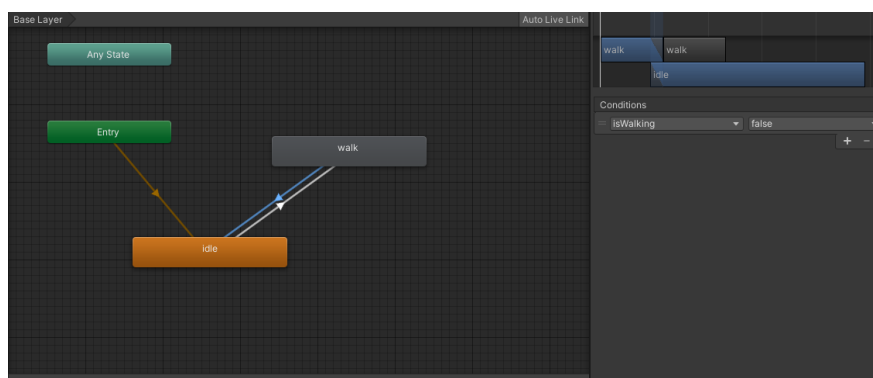 Base Layer
Auto Live Link
Any State
Entry
walk
idle
walk walk
idle
Conditions
isWalking false
+ -